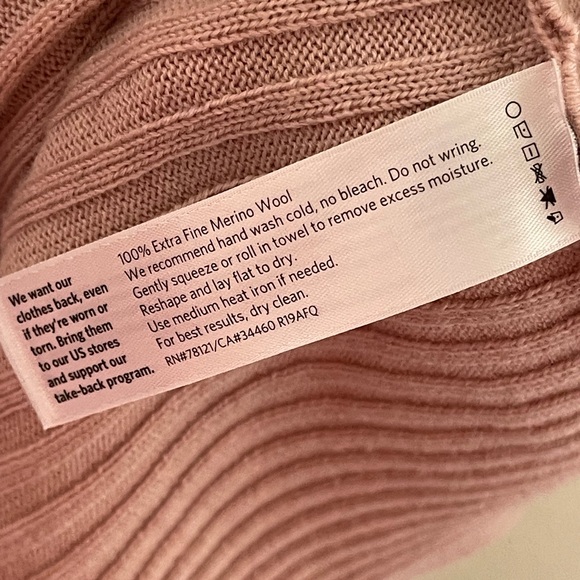 We want our
clothes back, even
if they're worn or
torn. Bring them
to our US stores
and support our
take-back program.
100% Extra Fine Merino Wool
We recommend hand wash cold, no bleach. Do not wring.
Gently squeeze or roll in towel to remove excess moisture.
Reshape and lay flat to dry.
Use medium heat iron if needed.
For best results, dry clean.
RN#78121/CA#34460 R19AFQ